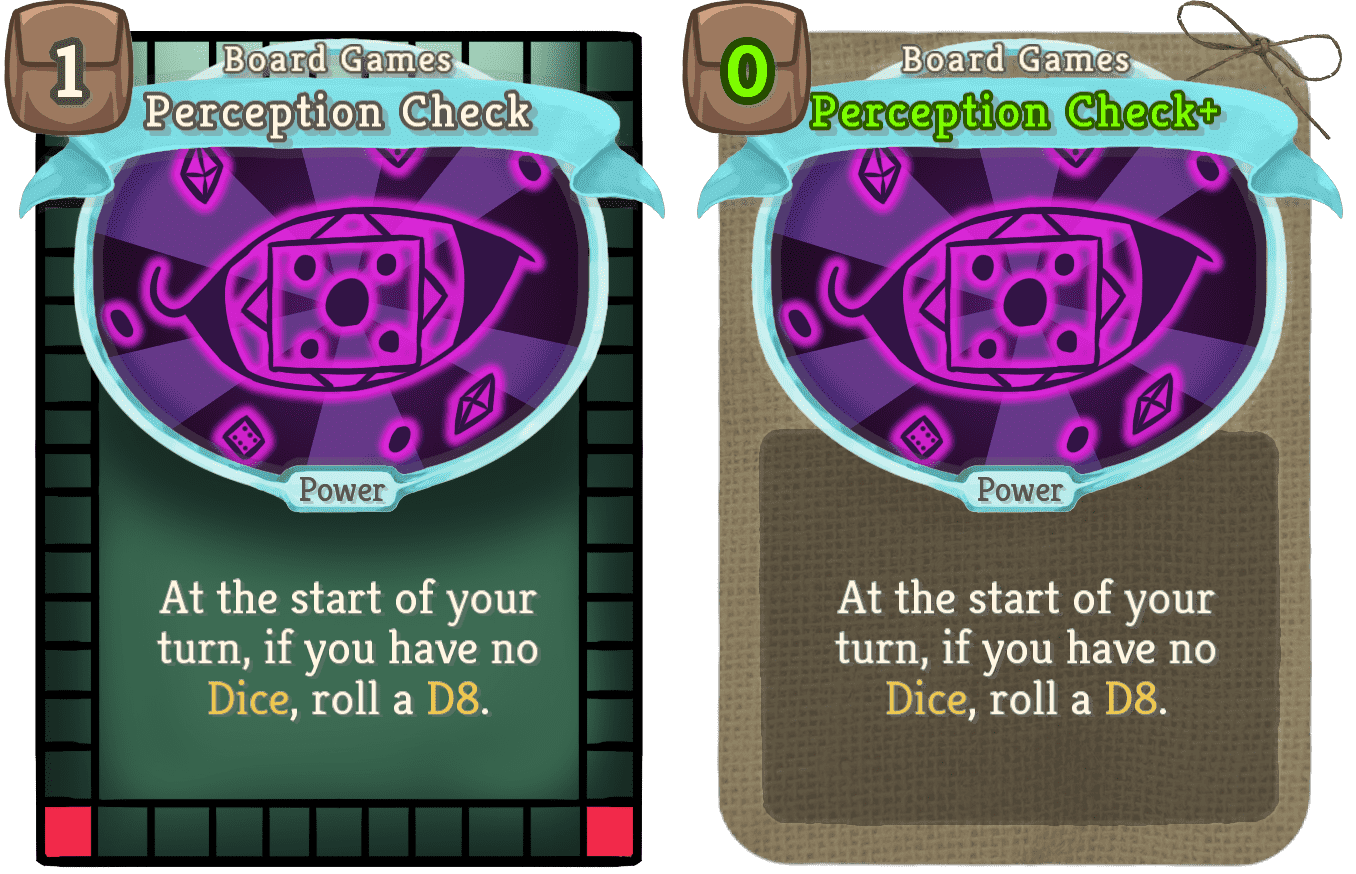 1
Board Games
Perception Check
Power
At the start of your
turn, if you have no
Dice, roll a D8.
0
Board Games
Perception Check+
Power
At the start of your
turn, if you have no
Dice, roll a D8.